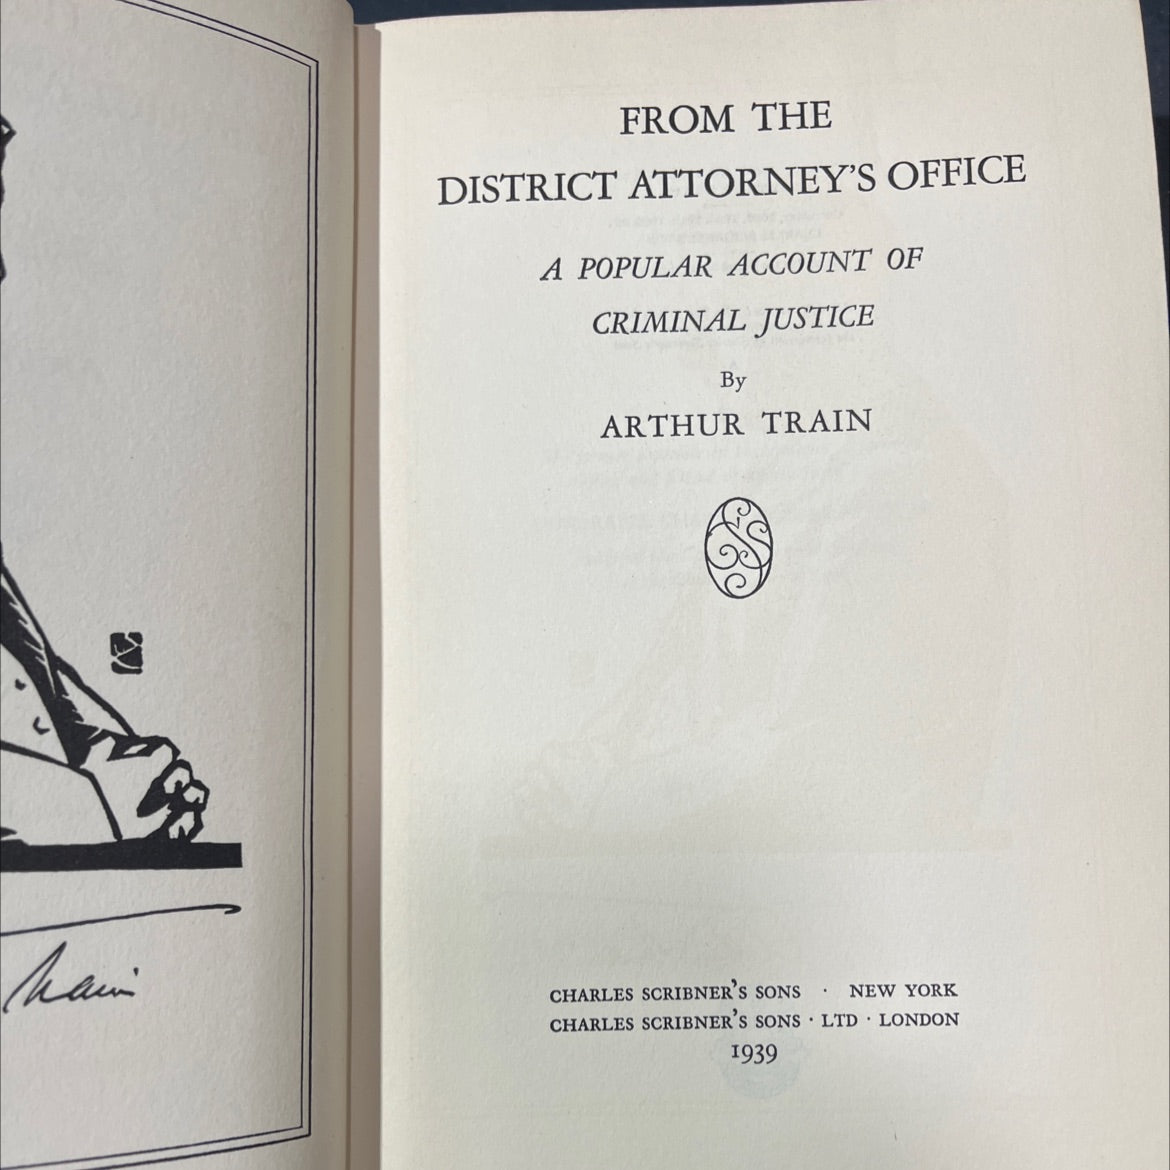 FROM THE
DISTRICT ATTORNEY'S OFFICE
A POPULAR ACCOUNT OF
CRIMINAL JUSTICE
By
ARTHUR TRAIN
CHARLES SCRIBNER'S SONS · NEW YORK
CHARLES SCRIBNER'S SONS · LTD · LONDON
1939
Train